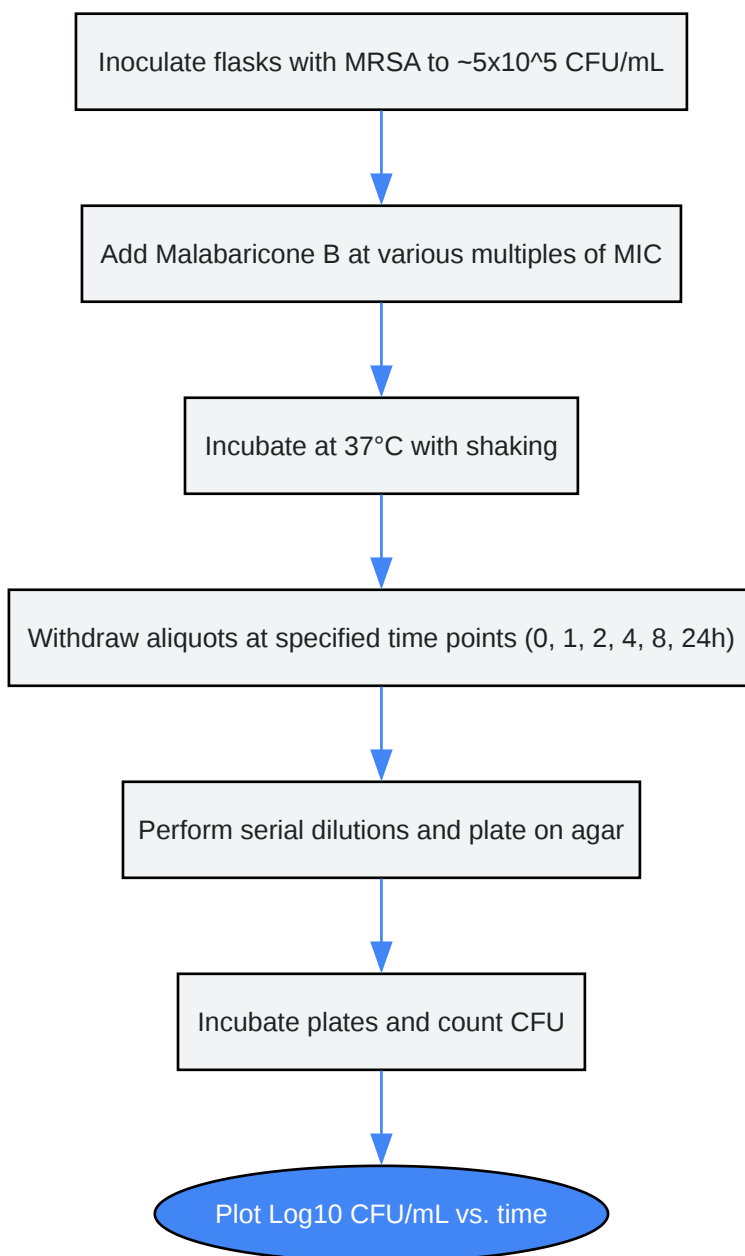 Inoculate flasks with MRSA to ~5x10^5 CFU/mL
Add Malabaricone B at various multiples of MIC
Incubate at 37°C with shaking
Withdraw aliquots at specified time points (0, 1, 2, 4, 8, 24h)
Perform serial dilutions and plate on agar
Incubate plates and count CFU
Plot Log10 CFU/mL vs. time